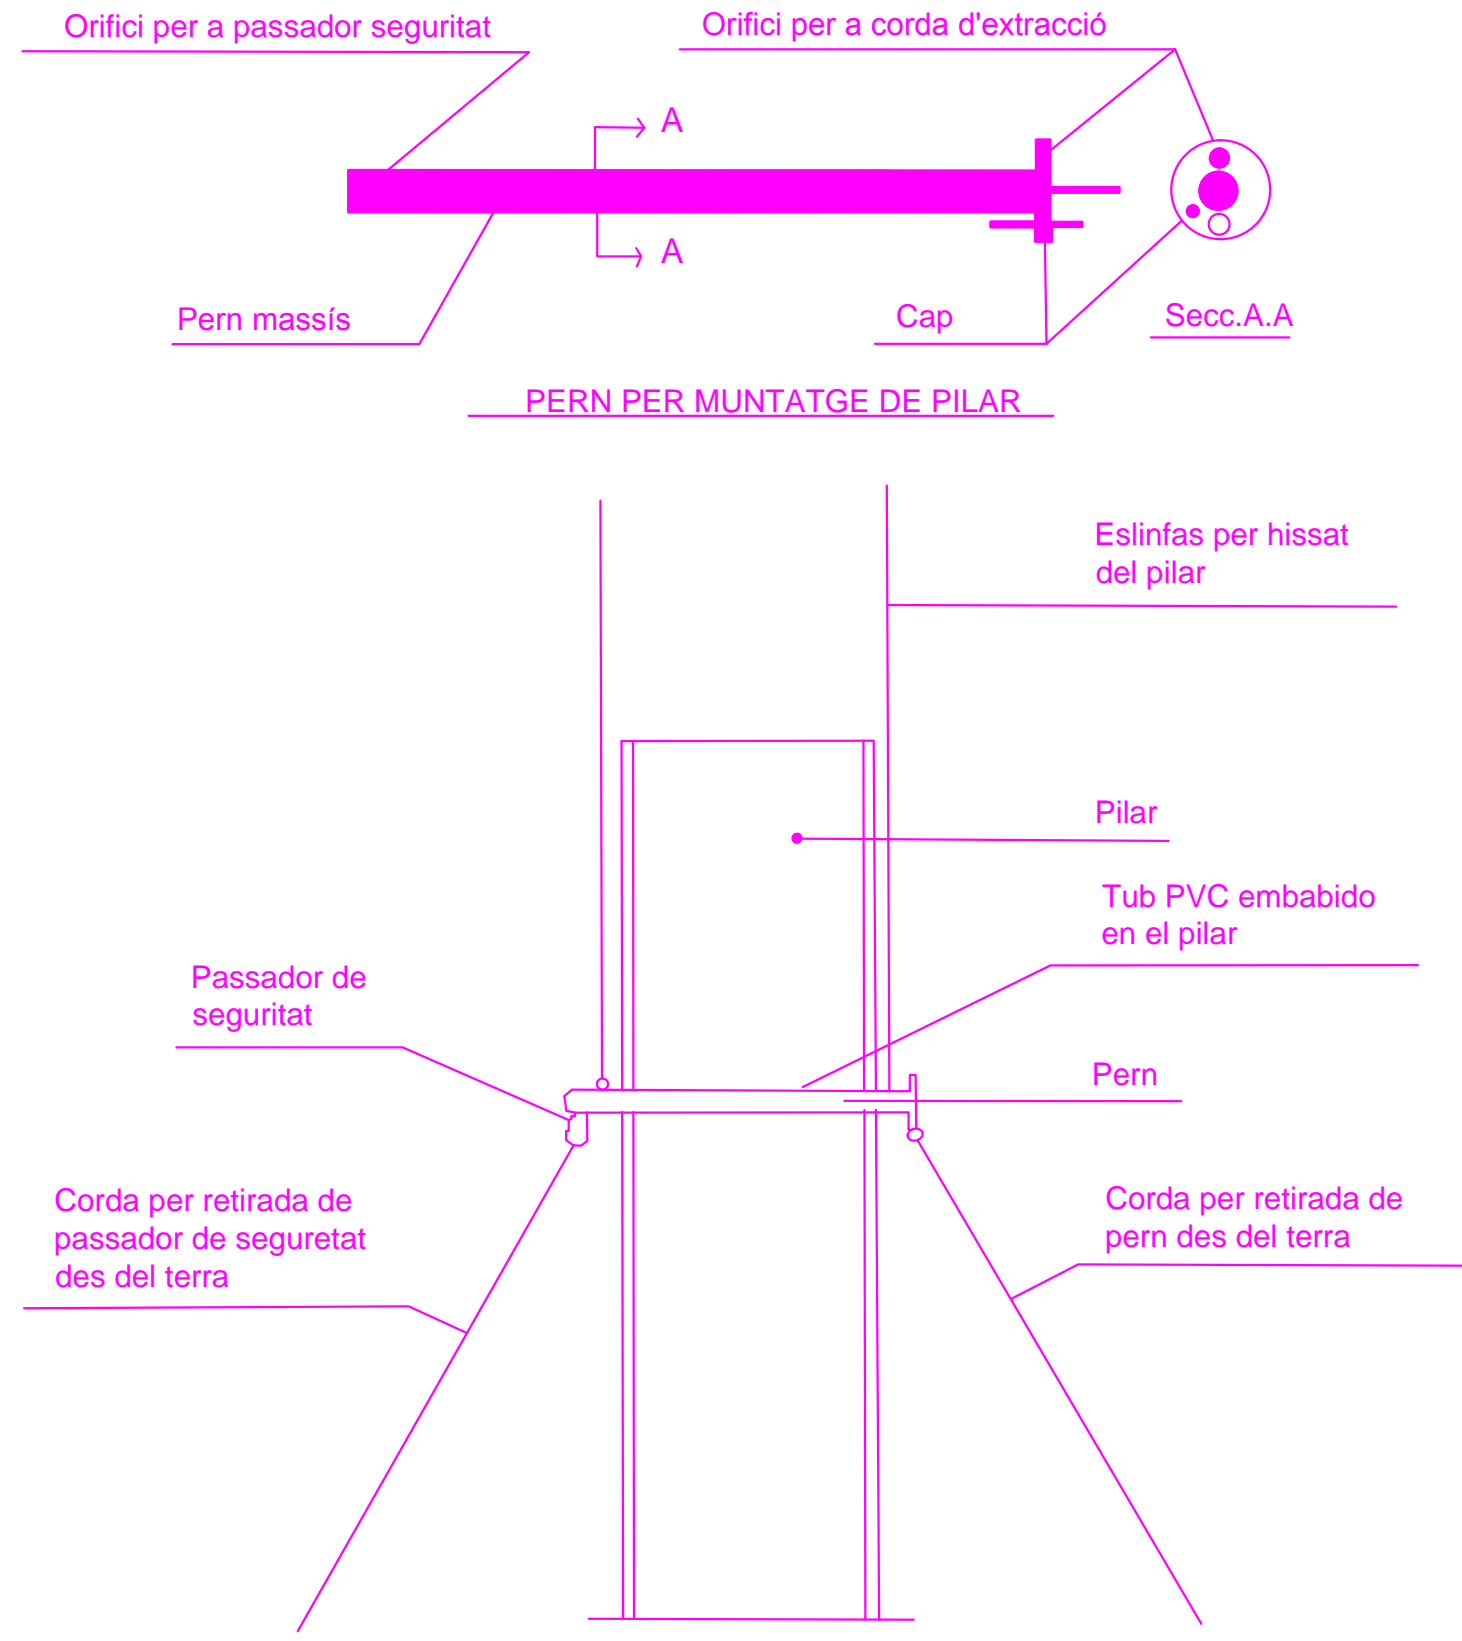 Orifici per a passador seguritat
Orifici per a corda d'extracció
A
A
Pern massís
Cap
Secc.A.A
PERN PER MUNTATGE DE PILAR
Eslinfas per hissat
del pilar
Pilar
Tub PVC embabido
en el pilar
Passador de
seguritat
Pern
Corda per retirada de
passador de seguretat
des del terra
Corda per retirada de
pern des del terra